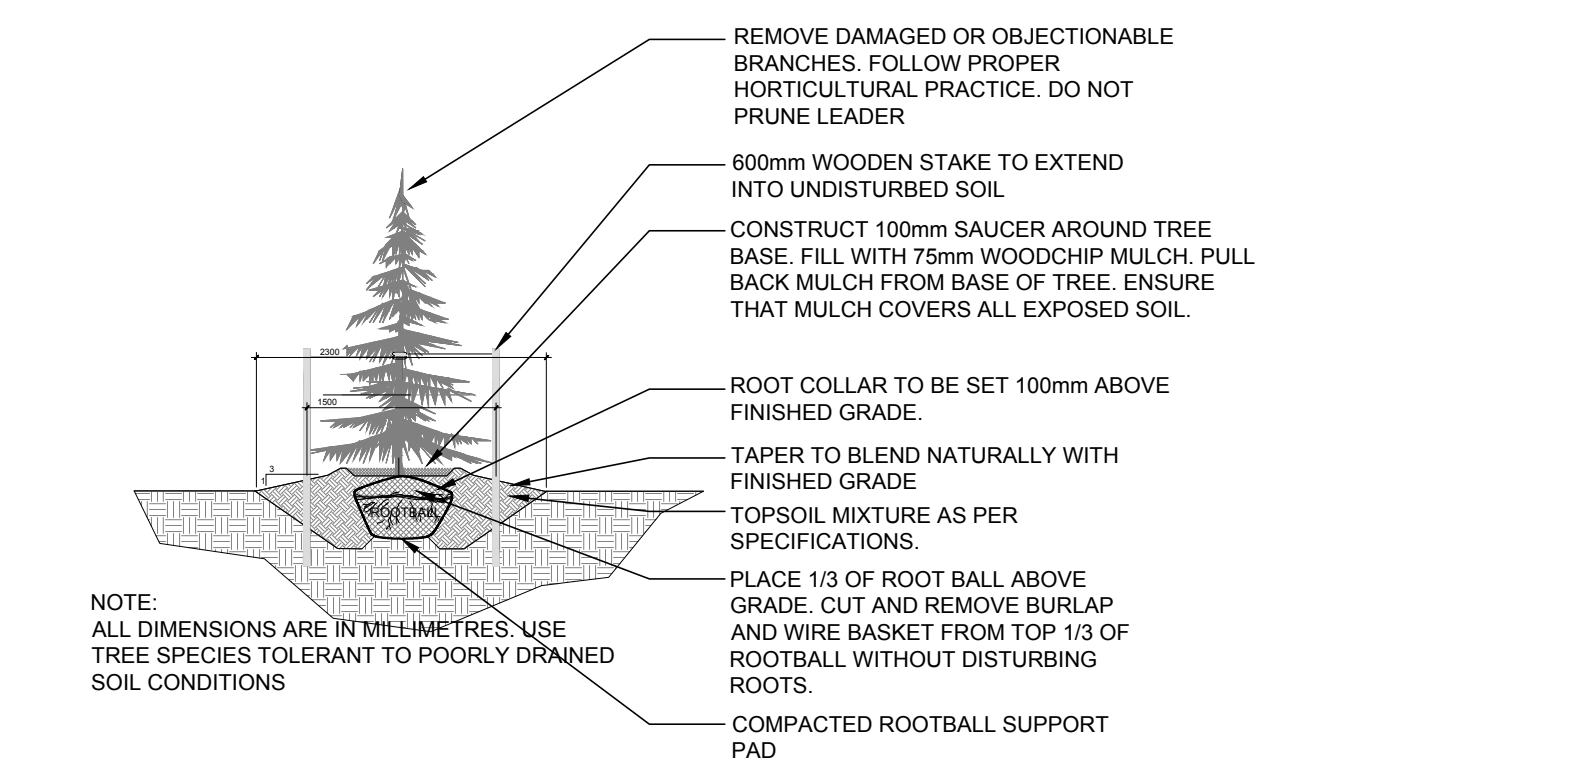 REMOVE DAMAGED OR OBJECTIONABLE
BRANCHES. FOLLOW PROPER
HORTICULTURAL PRACTICE. DO NOT
PRUNE LEADER
600mm WOODEN STAKE TO EXTEND
INTO UNDISTURBED SOIL
CONSTRUCT 100mm SAUCER AROUND TREE
BASE. FILL WITH 75mm WOODCHIP MULCH. PULL
BACK MULCH FROM BASE OF TREE. ENSURE
THAT MULCH COVERS ALL EXPOSED SOIL.
2300
1500
ROOT COLLAR TO BE SET 100mm ABOVE
FINISHED GRADE.
3
1
TAPER TO BLEND NATURALLY WITH
FINISHED GRADE
ROOTBALL
TOPSOIL MIXTURE AS PER
SPECIFICATIONS.
PLACE 1/3 OF ROOT BALL ABOVE
GRADE. CUT AND REMOVE BURLAP
AND WIRE BASKET FROM TOP 1/3 OF
ROOTBALL WITHOUT DISTURBING
ROOTS.
NOTE:
ALL DIMENSIONS ARE IN MILLIMETRES. USE
TREE SPECIES TOLERANT TO POORLY DRAINED
SOIL CONDITIONS
COMPACTED ROOTBALL SUPPORT
PAD